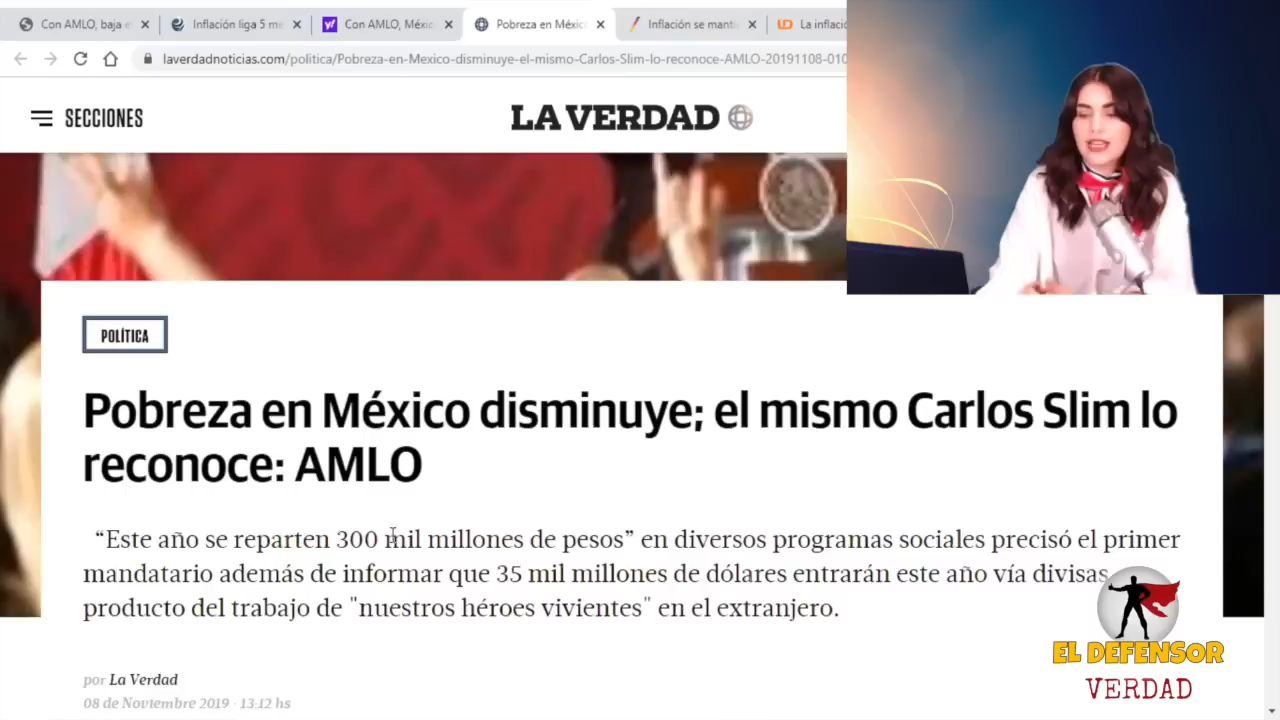 Con AMLO, baja
Inflación liga 5 me
Con AMLO, Méxic
Pobreza en Méxic
Inflación se manti
La inflació
laverdadnoticias.com/politica/Pobreza-en-Mexico-disminuye-el-mismo-Carlos-Slim-lo-reconoce-AMLO-20191108-010
SECCIONES
LA VERDAD
POLÍTICA
Pobreza en México disminuye; el mismo Carlos Slim lo
reconoce: AMLO
“Este año se reparten 300 mil millones de pesos” en diversos programas sociales precisó el primer
mandatario además de informar que 35 mil millones de dólares entrarán este año vía divisas
producto del trabajo de "nuestros héroes vivientes" en el extranjero.
por La Verdad
08 de Noviembre 2019 · 13:12 hs
EL DEFENSOR
VERDAD